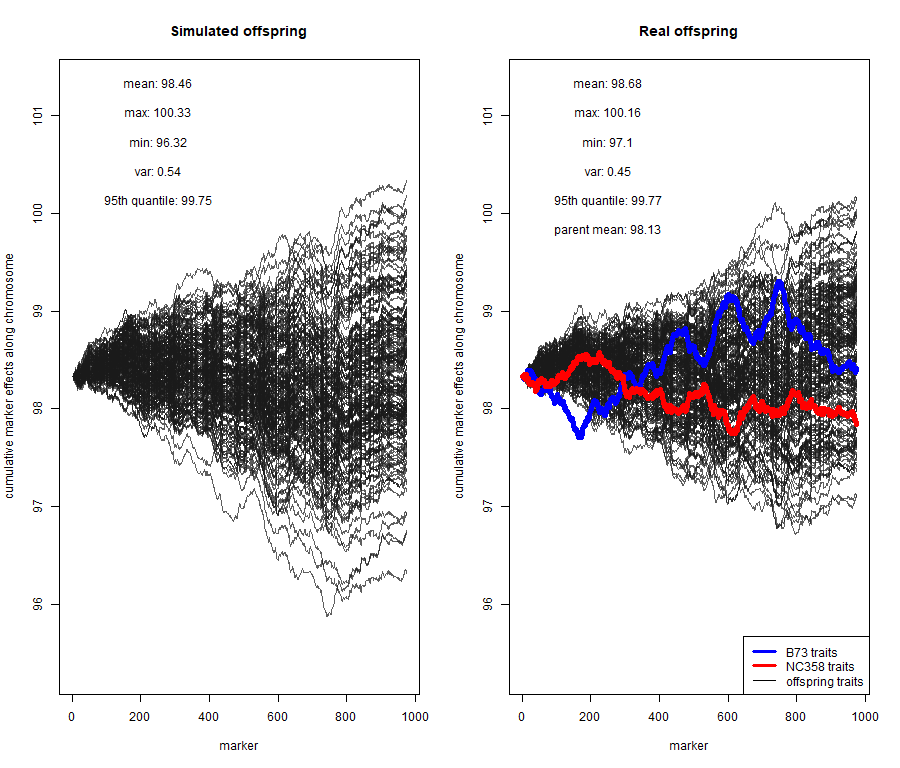 Simulated offspring
mean: 98.46
max: 100.33
min: 96.32
var: 0.54
95th quantile: 99.75
cumulative marker effects along chromosome
101
100
99
98
97
96
0 200 400 600 800 1000
marker
Real offspring
mean: 98.68
max: 100.16
min: 97.1
var: 0.45
95th quantile: 99.77
parent mean: 98.13
cumulative marker effects along chromosome
101
100
99
98
97
96
B73 traits
NC358 traits
offspring traits
0 200 400 600 800 1000
marker